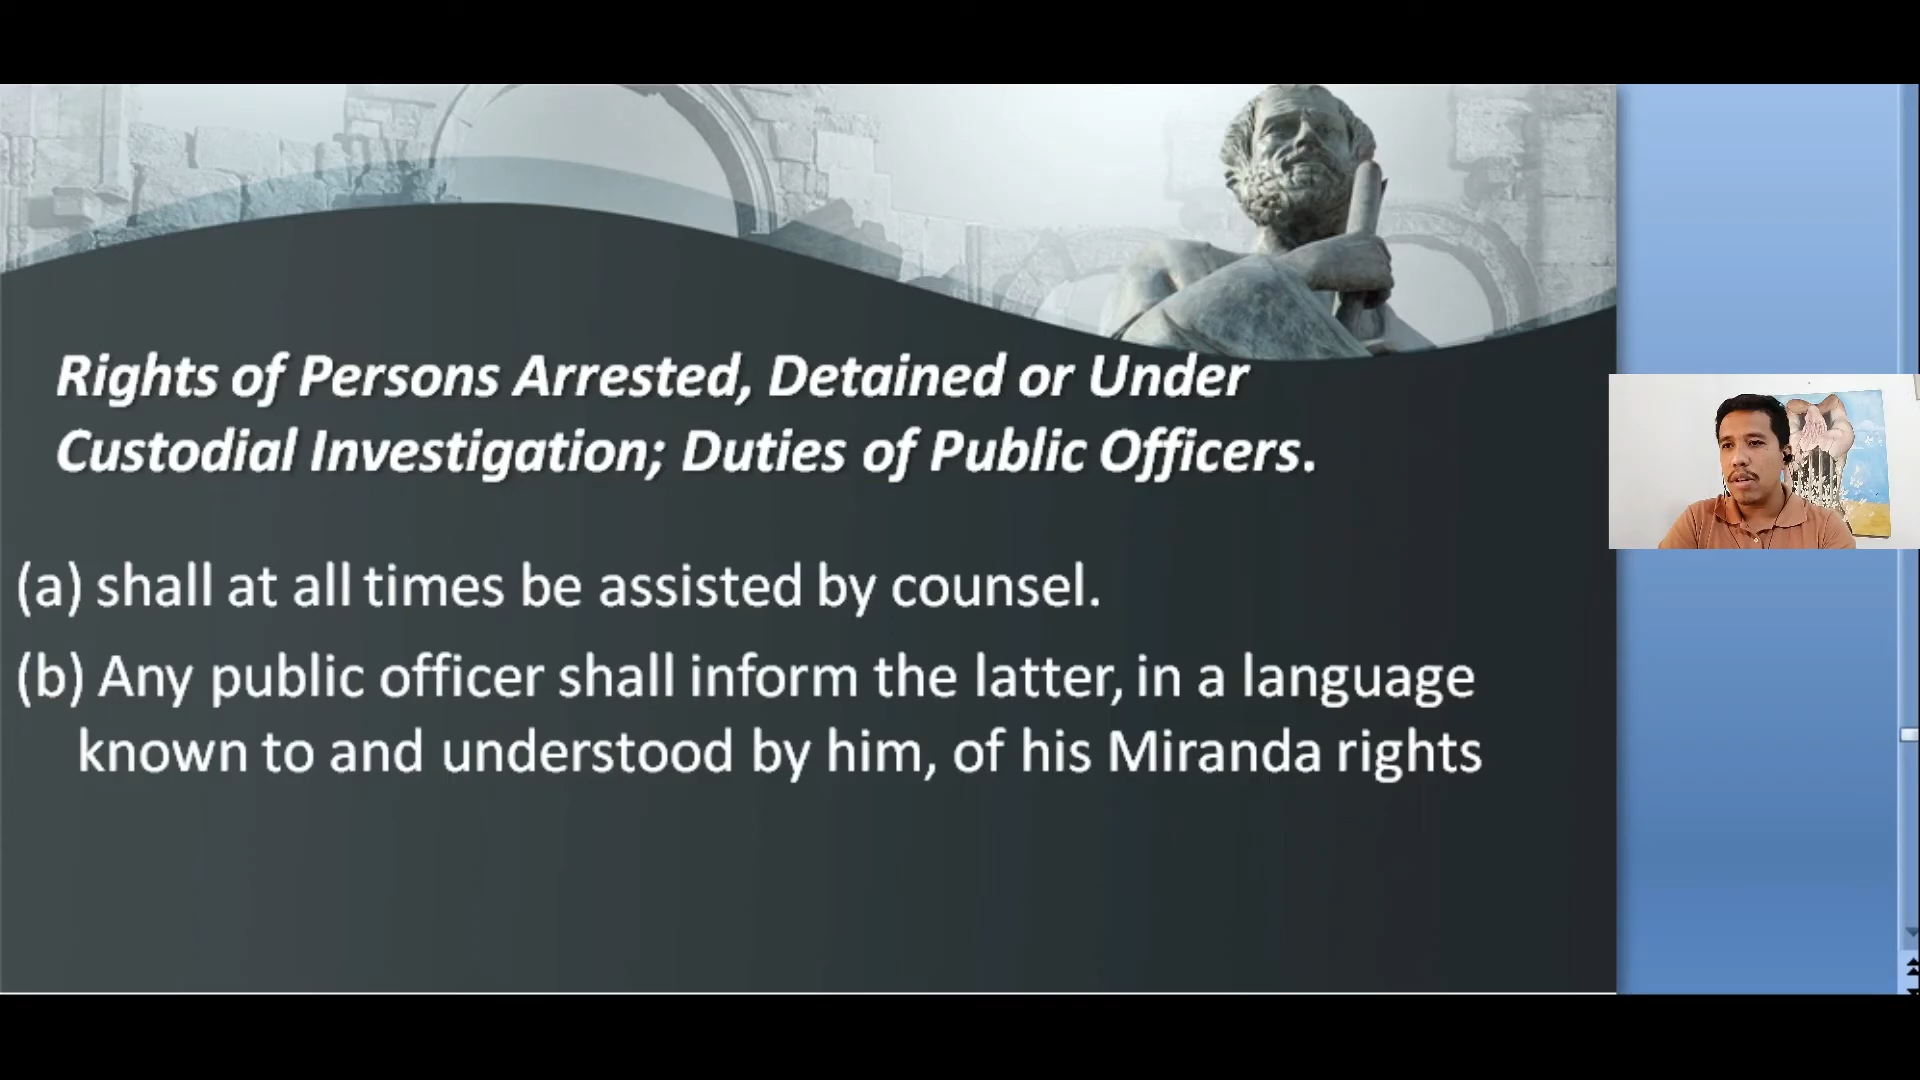 Rights of Persons Arrested, Detained or Under
Custodial Investigation; Duties of Public Officers.
(a) shall at all times be assisted by counsel.
(b) Any public officer shall inform the latter, in a language
known to and understood by him, of his Miranda rights